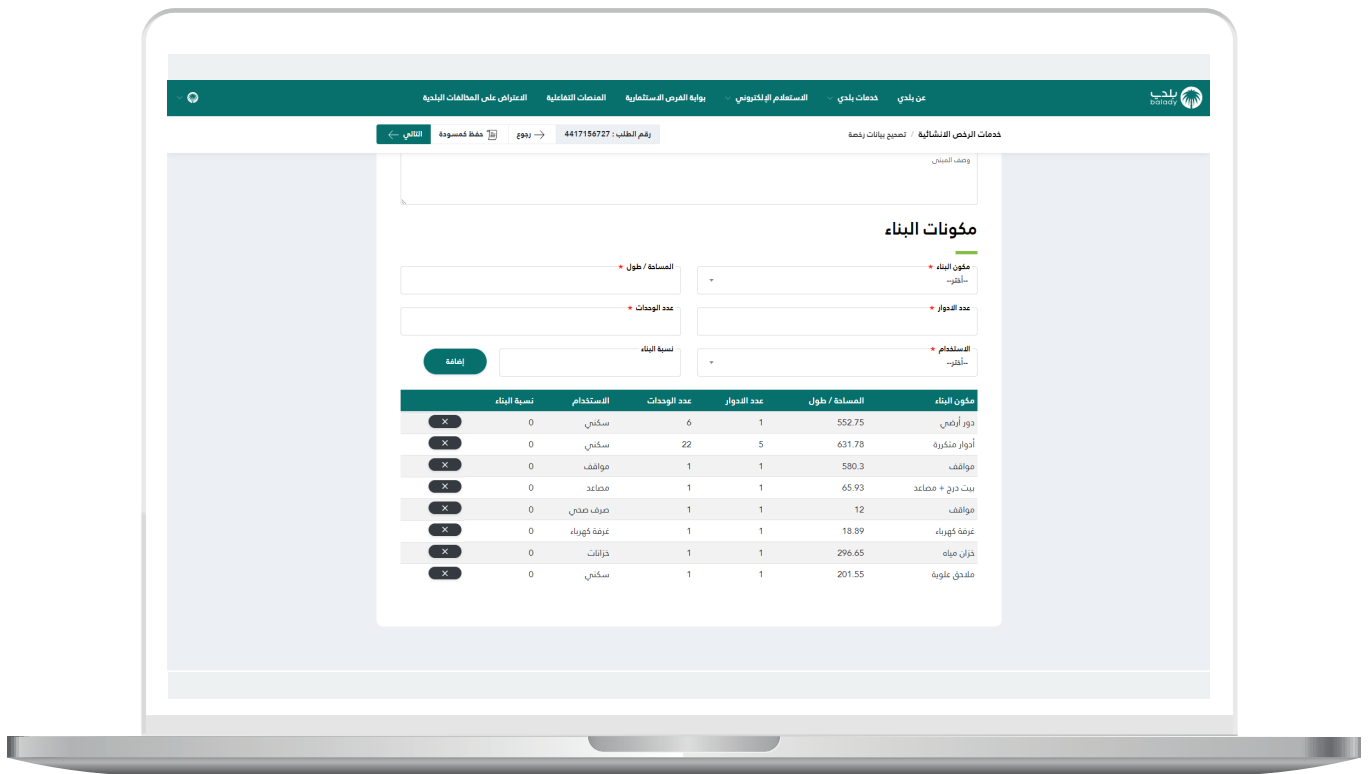 بلدي
balady
عن بلدي
خدمات بلدي
الاستعلام الإلكتروني
بوابة الفرص الاستثمارية
المنصات التفاعلية
الاعتراض على المخالفات البلدية
خدمات الرخص الانشائية / تصحيح بيانات رخصة
رقم الطلب : 4417156727
رجوع
حفظ كمسودة
التالي
وصف المبنى
مكونات البناء
مكون البناء *
--أختر--
المساحة / طول *
عدد الادوار *
عدد الوحدات *
الاستخدام *
--أختر--
نسبة البناء
إضافة
مكون البناء المساحة / طول عدد الادوار عدد الوحدات الاستخدام نسبة البناء
دور أرضي 552.75 1 6 سكني 0
أدوار متكررة 631.78 5 22 سكني 0
مواقف 580.3 1 1 مواقف 0
بيت درج + مصاعد 65.93 1 1 مصاعد 0
مواقف 12 1 1 صرف صحي 0
غرفة كهرباء 18.89 1 1 غرفة كهرباء 0
خزان مياه 296.65 1 1 خزانات 0
ملاحق علوية 201.55 1 1 سكني 0